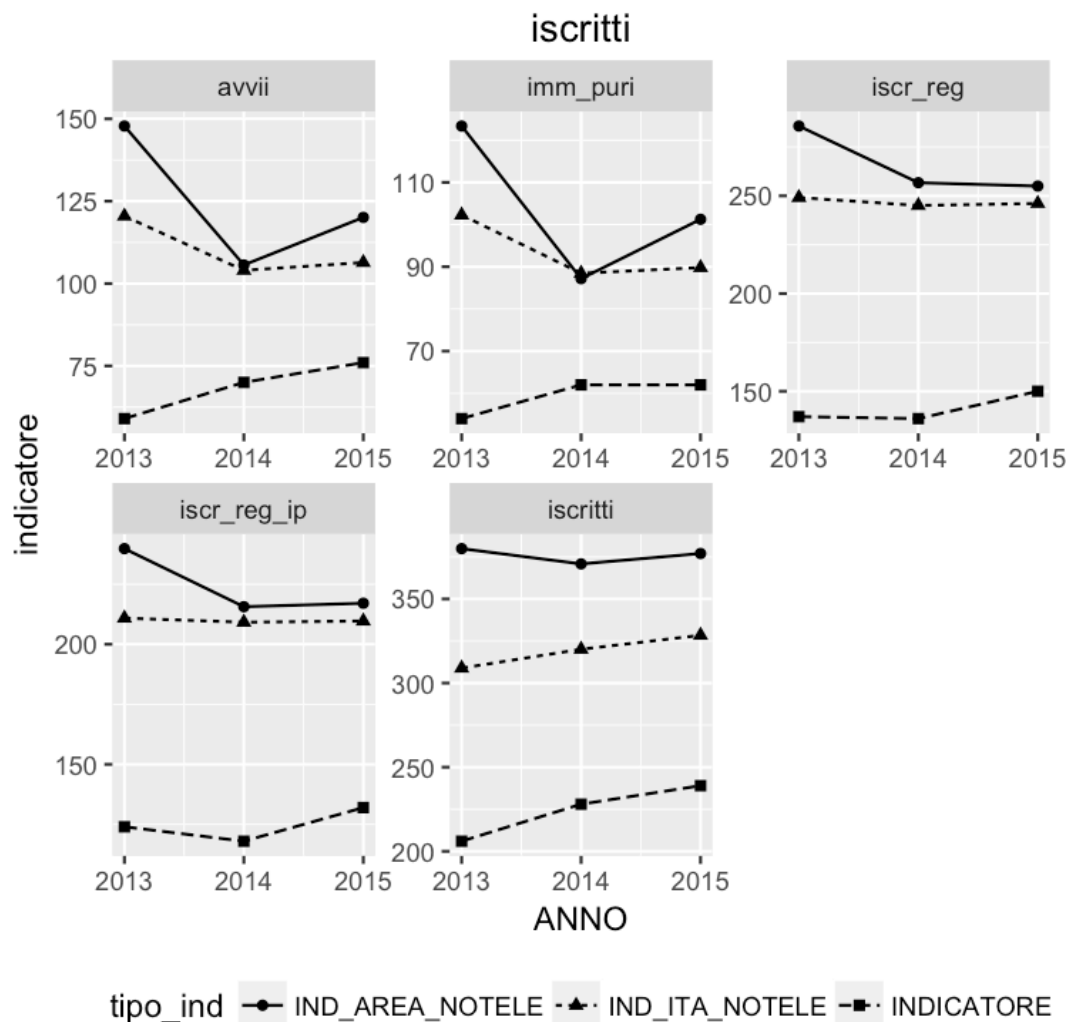 iscritti
avvii
imm_puri
iscr_reg
150
125
100
75
110
90
70
250
200
150
2013 2014 2015
2013 2014 2015
2013 2014 2015
indicatore
iscr_reg_ip
iscritti
200
150
350
300
250
200
2013 2014 2015
2013 2014 2015
ANNO
tipo_ind IND_AREA_NOTELE IND_ITA_NOTELE INDICATORE